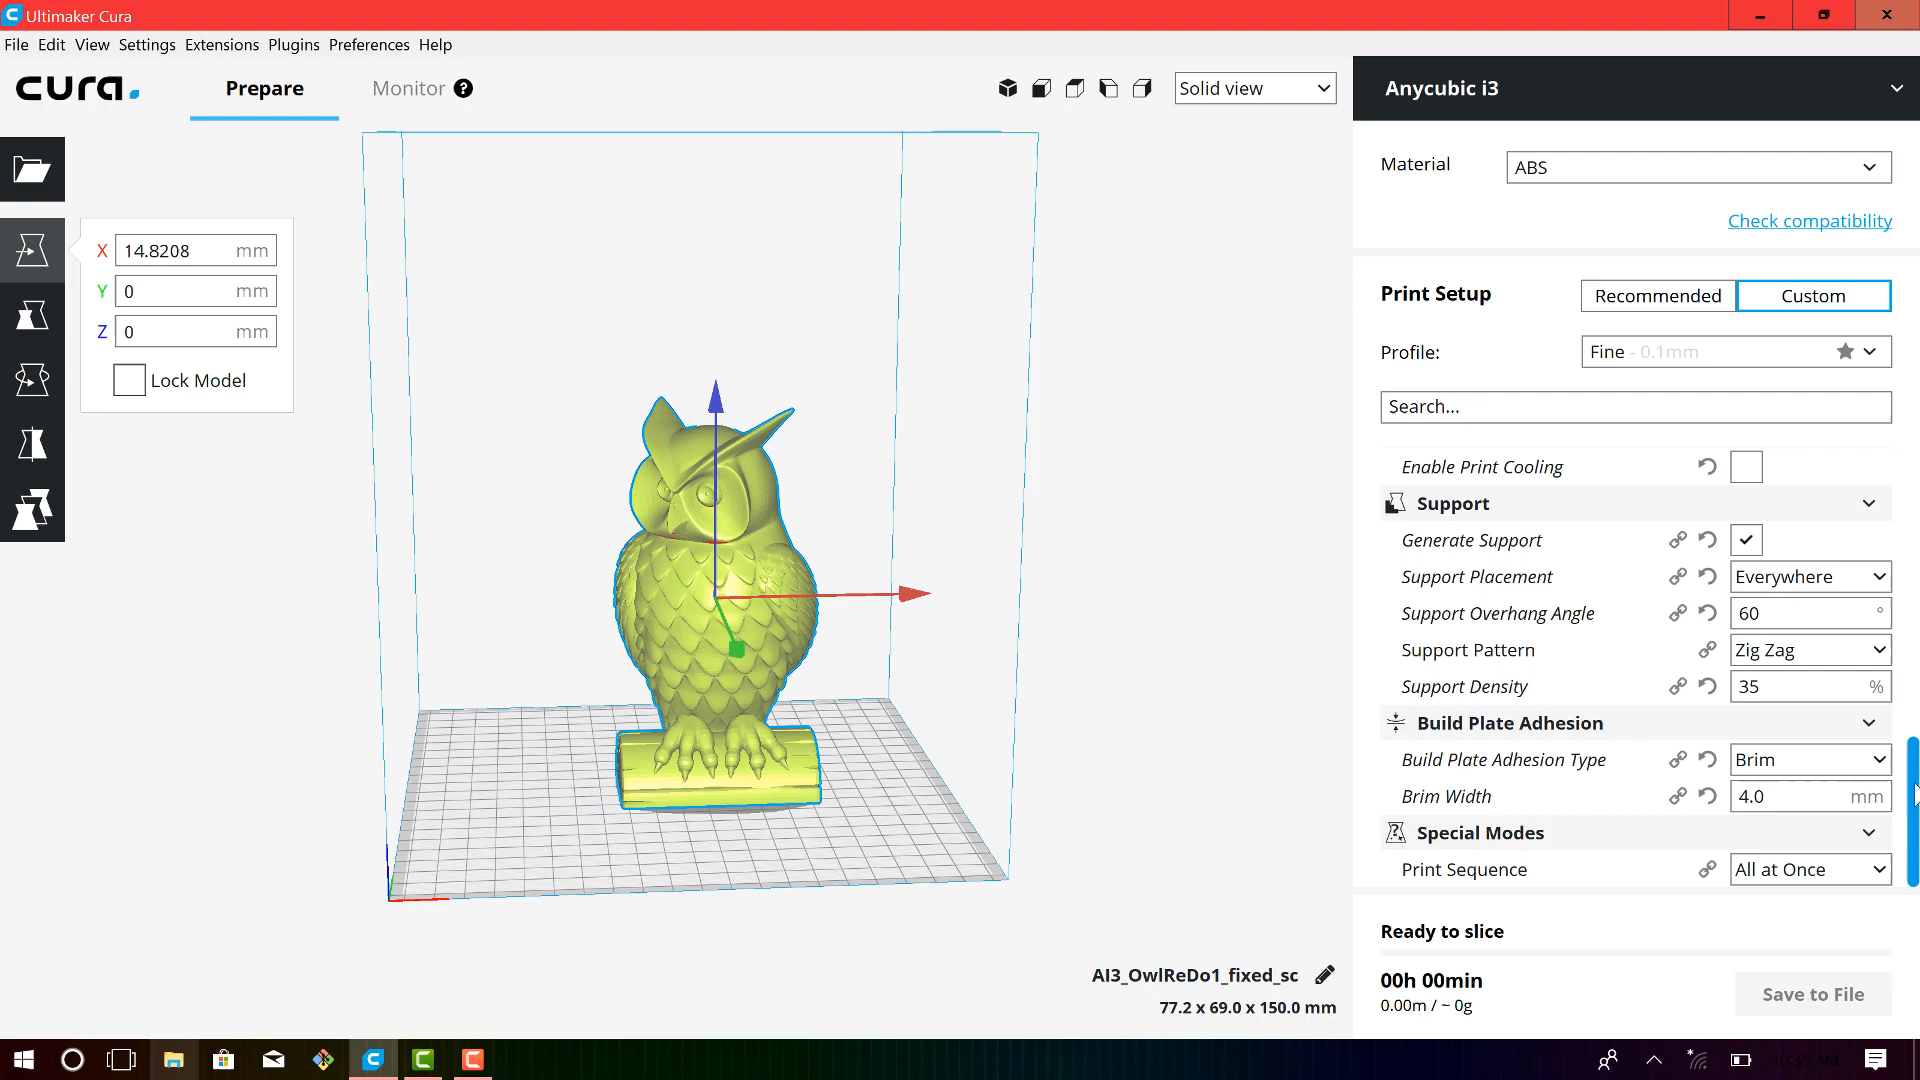 Ultimaker Cura
File Edit View Settings Extensions Plugins Preferences Help
cura.
Prepare
Monitor ?
Solid view
Anycubic i3
X 14.8208 mm
Y 0 mm
Z 0 mm
Lock Model
Material ABS
Check compatibility
Print Setup Recommended Custom
Profile: Fine - 0.1mm
Search...
Enable Print Cooling
Support
Generate Support
Support Placement Everywhere
Support Overhang Angle 60 °
Support Pattern Zig Zag
Support Density 35 %
Build Plate Adhesion
Build Plate Adhesion Type Brim
Brim Width 4.0 mm
Special Modes
Print Sequence All at Once
Ready to slice
00h 00min
0.00m / ~ 0g
Save to File
AI3_OwlReDo1_fixed_sc
77.2 x 69.0 x 150.0 mm
10:35 AM